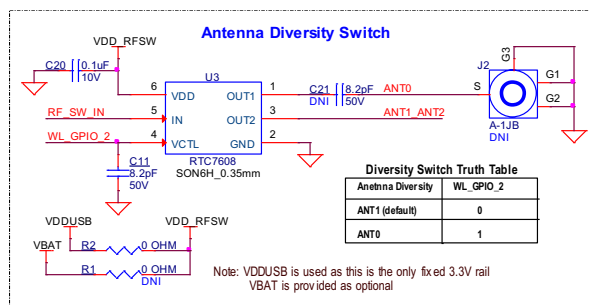 Antenna Diversity Switch
VDD_RFSW
C20 0.1uF
10V
U3
6 VDD OUT1 1
5 IN OUT2 3
4 VCTL GND 2
RTC7608
SON6H_0.35mm
RF_SW_IN
WL_GPIO_2
C11
8.2pF
50V
C21 8.2pF
DNI 50V
ANT0
ANT1_ANT2
J2
S
G3
G1
G2
A-1JB
DNI
Diversity Switch Truth Table
Anetnna Diversity WL_GPIO_2
ANT1 (default) 0
ANT0 1
VDDUSB VDD_RFSW
VBAT
R2 0 OHM
R1 0 OHM
DNI
Note: VDDUSB is used as this is the only fixed 3.3V rail
VBAT is provided as optional